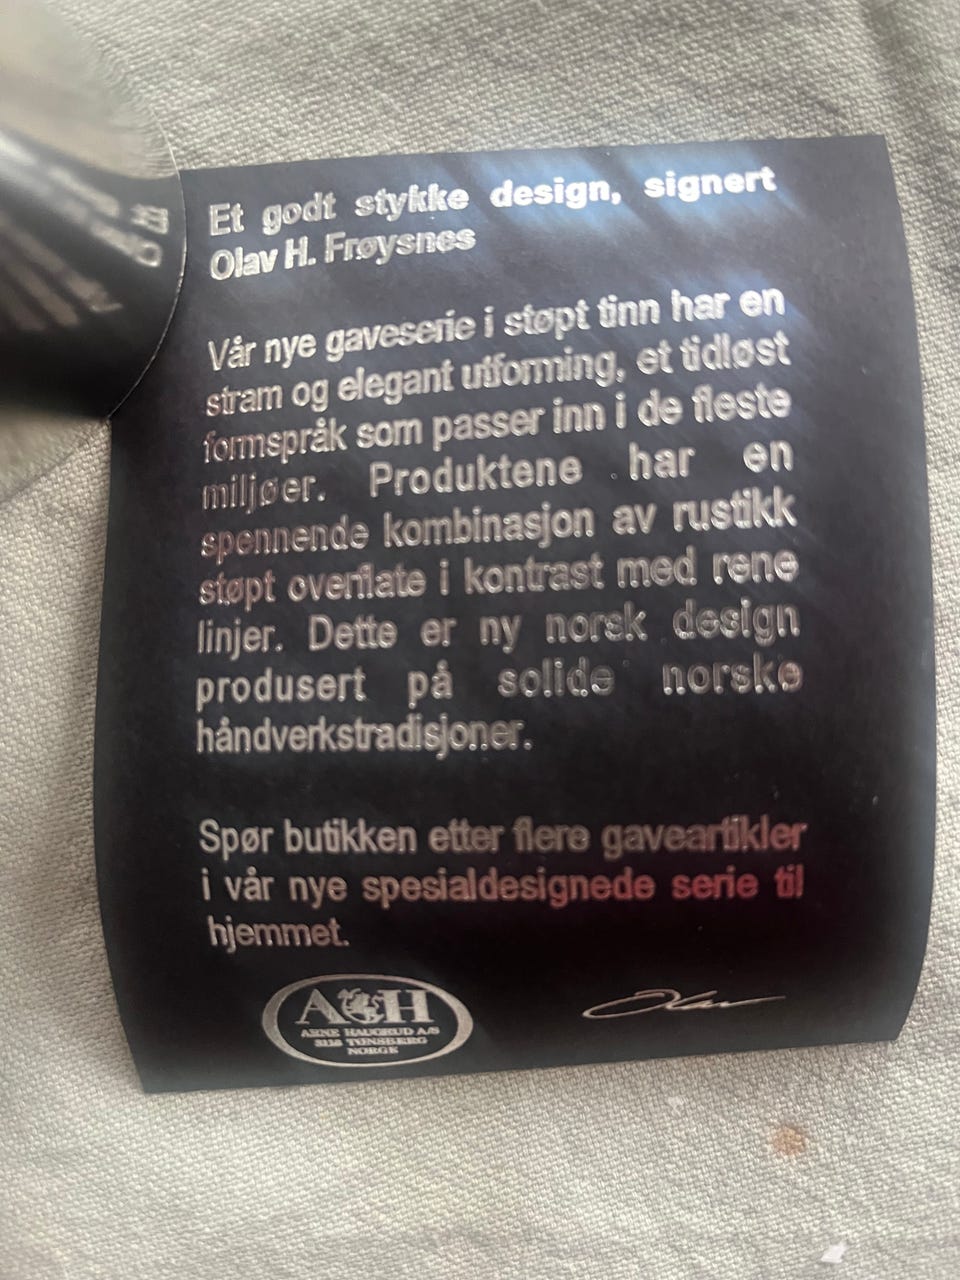 Et godt stykke design, signert
Olav H. Frøysnes
Vår nye gaveserie i støpt tinn har en
stram og elegant utforming, et tidløst
formspråk som passer inn i de fleste
miljøer. Produktene har en
spennende kombinasjon av rustikk
støpt overflate i kontrast med rene
linjer. Dette er ny norsk design
produsert på solide norske
håndverkstradisjoner.
Spør butikken etter flere gaveartikler
i vår nye spesialdesignede serie til
hjemmet.
A&H
ARNE HAUGRUD A/S
3118 TØNSBERG
NORGE
Olav